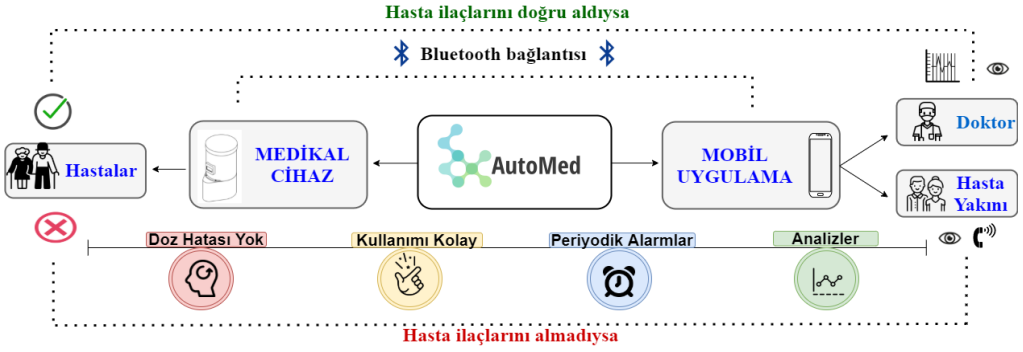 Hasta ilaçlarını doğru aldıysa
Bluetooth bağlantısı
Hastalar
MEDİKAL
CİHAZ
AutoMed
MOBİL
UYGULAMA
Doktor
Hasta
Yakını
Doz Hatası Yok
Kullanımı Kolay
Periyodik Alarmlar
Analizler
Hasta ilaçlarını almadıysa